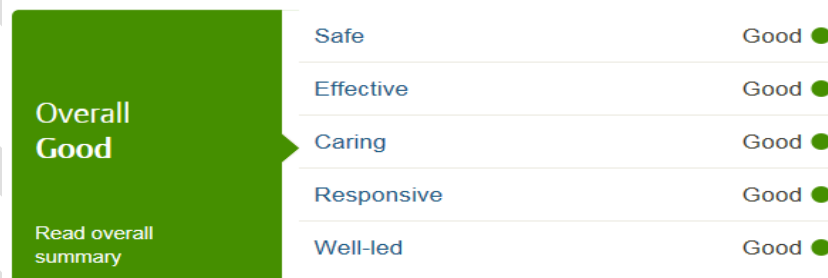 Overall
Good
Read overall
summary
Safe Good
Effective Good
Caring Good
Responsive Good
Well-led Good